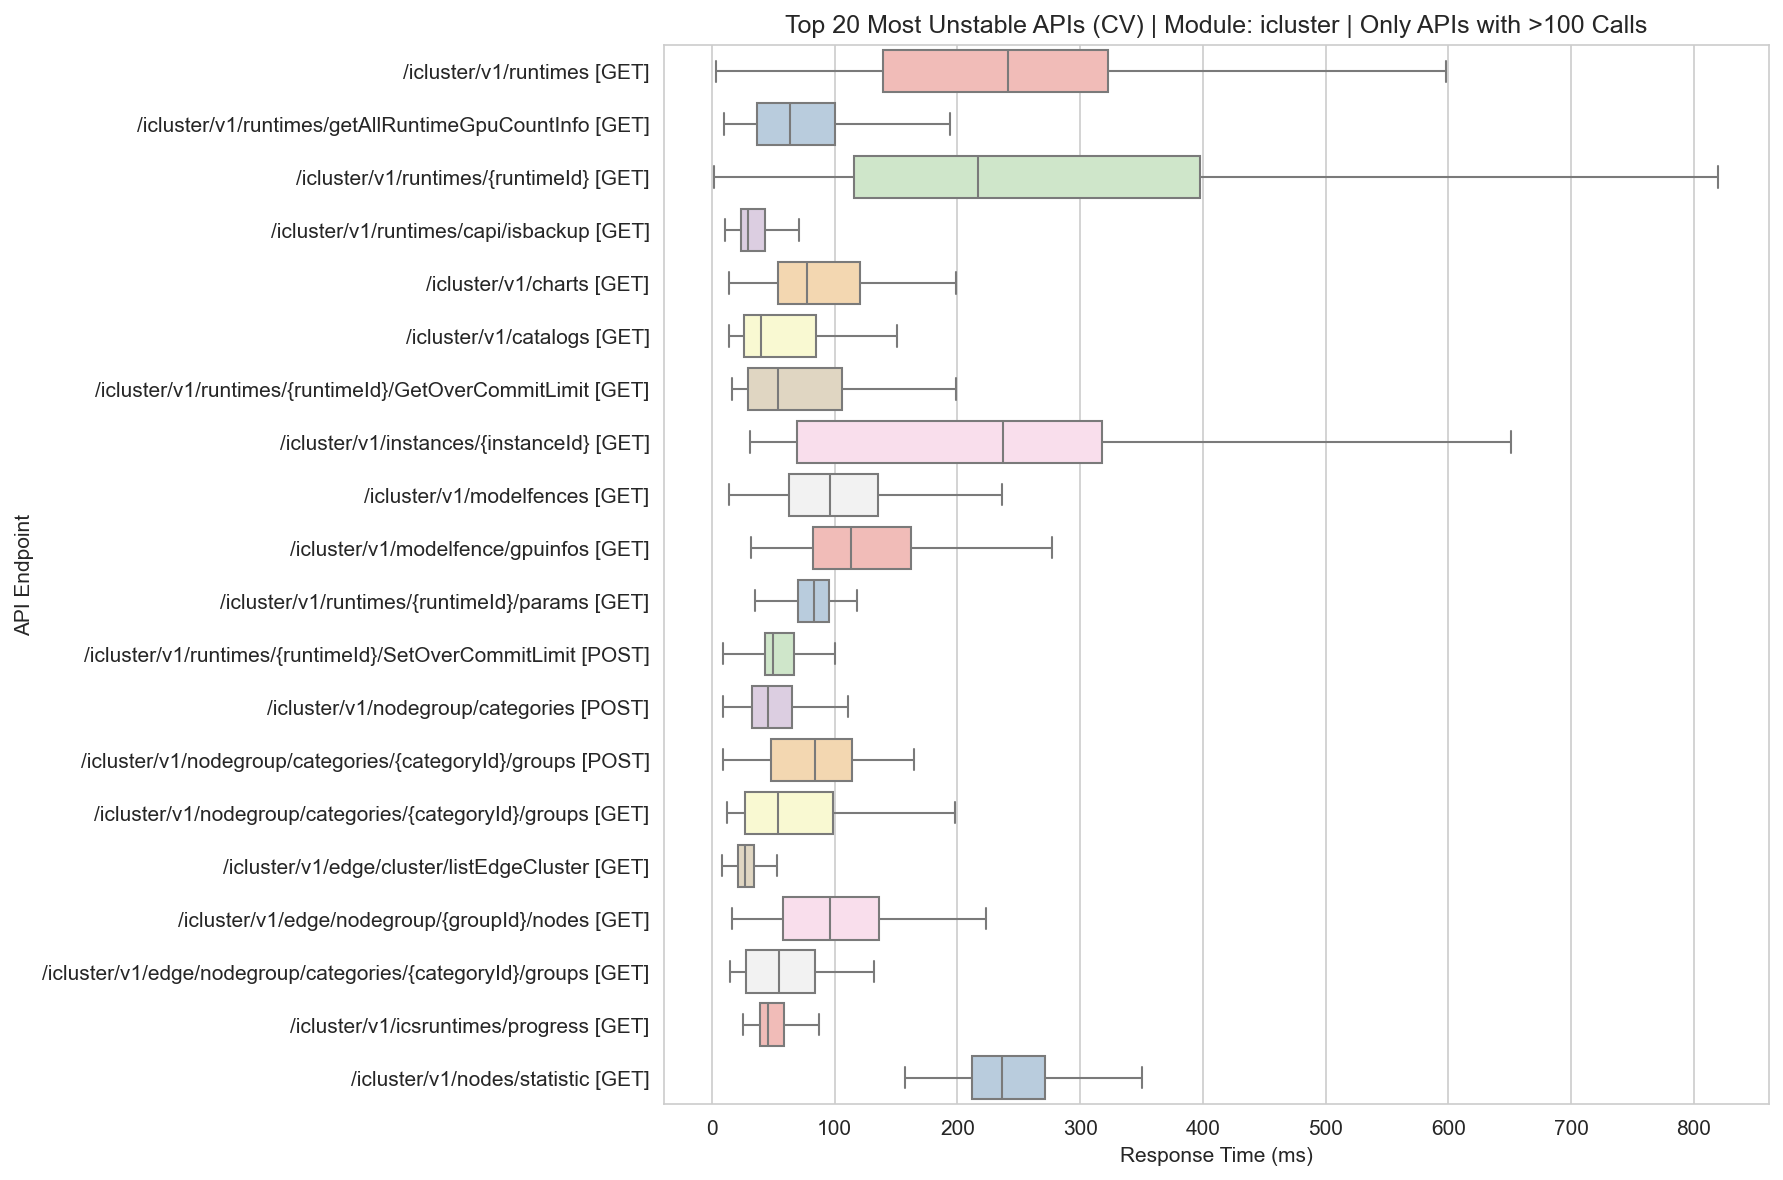 Top 20 Most Unstable APIs (CV) | Module: icluster | Only APIs with >100 Calls
API Endpoint
/icluster/v1/runtimes [GET]
/icluster/v1/runtimes/getAllRuntimeGpuCountInfo [GET]
/icluster/v1/runtimes/{runtimeId} [GET]
/icluster/v1/runtimes/capi/isbackup [GET]
/icluster/v1/charts [GET]
/icluster/v1/catalogs [GET]
/icluster/v1/runtimes/{runtimeId}/GetOverCommitLimit [GET]
/icluster/v1/instances/{instanceId} [GET]
/icluster/v1/modelfences [GET]
/icluster/v1/modelfence/gpuinfos [GET]
/icluster/v1/runtimes/{runtimeId}/params [GET]
/icluster/v1/runtimes/{runtimeId}/SetOverCommitLimit [POST]
/icluster/v1/nodegroup/categories [POST]
/icluster/v1/nodegroup/categories/{categoryId}/groups [POST]
/icluster/v1/nodegroup/categories/{categoryId}/groups [GET]
/icluster/v1/edge/cluster/listEdgeCluster [GET]
/icluster/v1/edge/nodegroup/{groupId}/nodes [GET]
/icluster/v1/edge/nodegroup/categories/{categoryId}/groups [GET]
/icluster/v1/icsruntimes/progress [GET]
/icluster/v1/nodes/statistic [GET]
0 100 200 300 400 500 600 700 800
Response Time (ms)